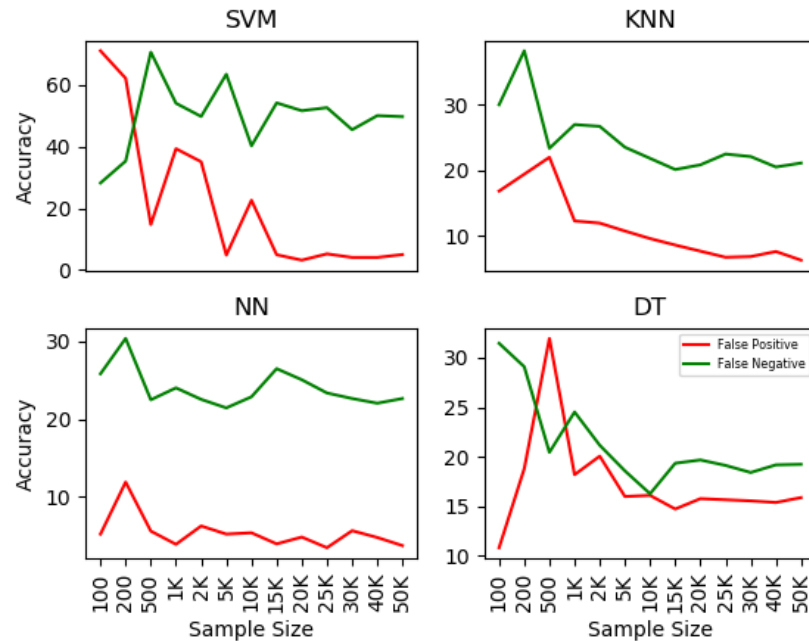 SVM
KNN
Accuracy
60
40
20
0
30
20
10
NN
DT
Accuracy
30
20
10
30
25
20
15
10
False Positive
False Negative
100 200 500 1K 2K 5K 10K 15K 20K 25K 30K 40K 50K
Sample Size
100 200 500 1K 2K 5K 10K 15K 20K 25K 30K 40K 50K
Sample Size